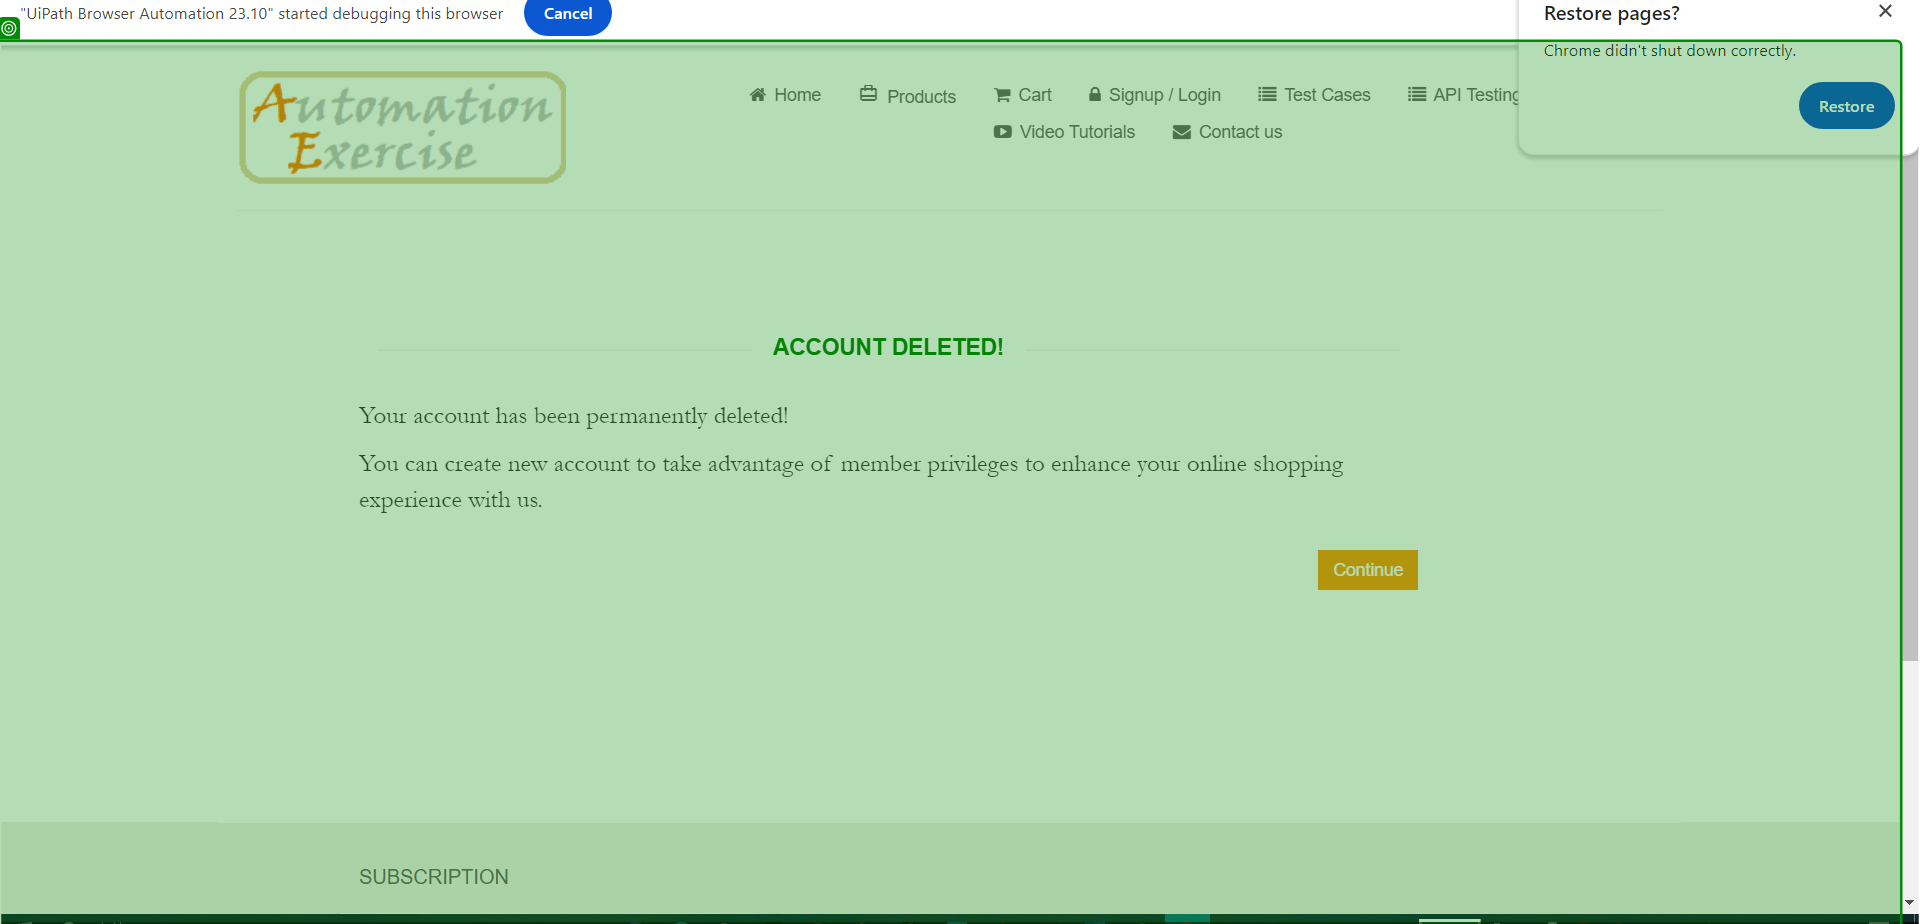 "UiPath Browser Automation 23.10" started debugging this browser
Cancel
Restore pages?
Chrome didn't shut down correctly.
Restore
Automation
Exercise
Home
Products
Cart
Signup / Login
Test Cases
API Testing
Video Tutorials
Contact us
ACCOUNT DELETED!
Your account has been permanently deleted!
You can create new account to take advantage of member privileges to enhance your online shopping
experience with us.
Continue
SUBSCRIPTION